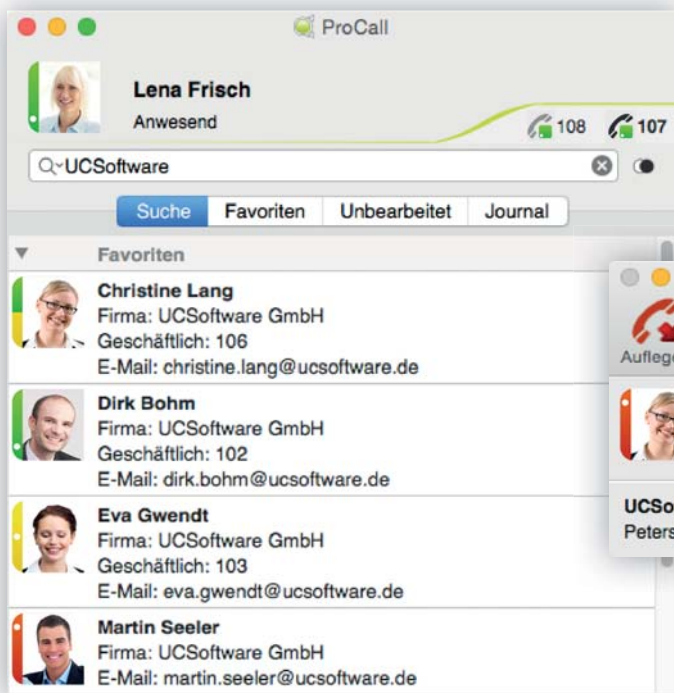 ProCall
Lena Frisch
Anwesend
108 107
UCSoftware
Suche Favoriten Unbearbeitet Journal
Favoriten
Christine Lang
Firma: UCSoftware GmbH
Geschäftlich: 106
E-Mail: christine.lang@ucsoftware.de
Dirk Bohm
Firma: UCSoftware GmbH
Geschäftlich: 102
E-Mail: dirk.bohm@ucsoftware.de
Eva Gwendt
Firma: UCSoftware GmbH
Geschäftlich: 103
E-Mail: eva.gwendt@ucsoftware.de
Martin Seeler
Firma: UCSoftware GmbH
E-Mail: martin.seeler@ucsoftware.de
Auflege
UCSo
Peters